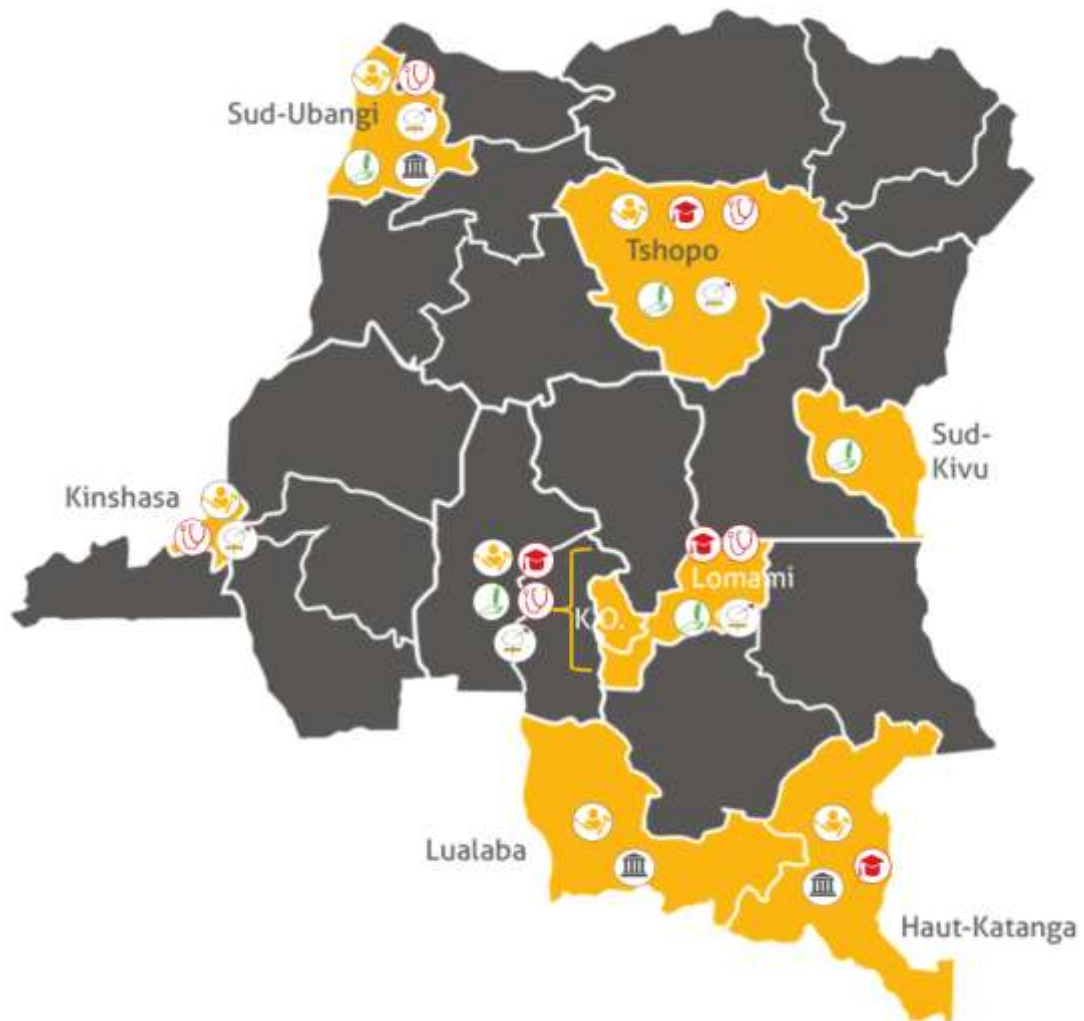 Sud-Ubangi
Tshopo
Sud-
Kivu
Kinshasa
Lomami
K.O.
Lualaba
Haut-Katanga